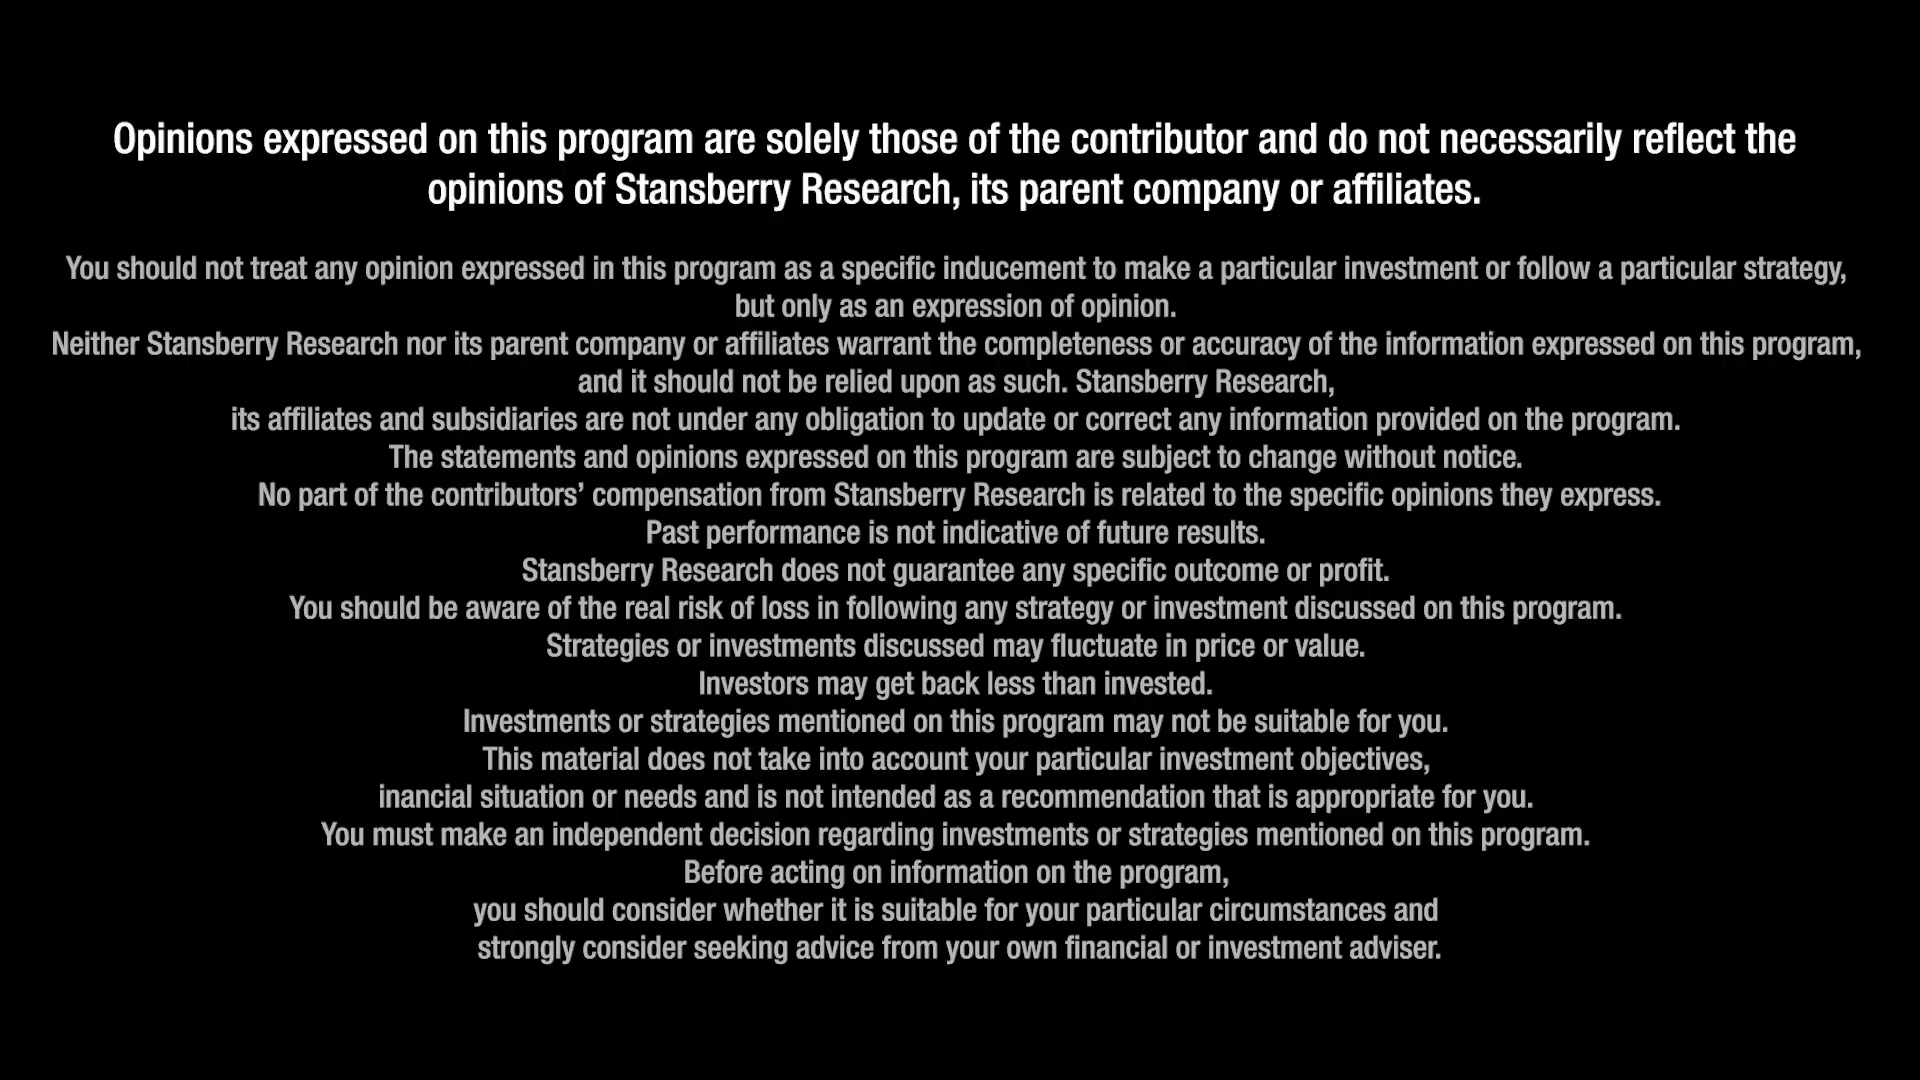 Opinions expressed on this program are solely those of the contributor and do not necessarily reflect the
opinions of Stansberry Research, its parent company or affiliates.
You should not treat any opinion expressed in this program as a specific inducement to make a particular investment or follow a particular strategy,
but only as an expression of opinion.
Neither Stansberry Research nor its parent company or affiliates warrant the completeness or accuracy of the information expressed on this program,
and it should not be relied upon as such. Stansberry Research,
its affiliates and subsidiaries are not under any obligation to update or correct any information provided on the program.
The statements and opinions expressed on this program are subject to change without notice.
No part of the contributors’ compensation from Stansberry Research is related to the specific opinions they express.
Past performance is not indicative of future results.
Stansberry Research does not guarantee any specific outcome or profit.
You should be aware of the real risk of loss in following any strategy or investment discussed on this program.
Strategies or investments discussed may fluctuate in price or value.
Investors may get back less than invested.
Investments or strategies mentioned on this program may not be suitable for you.
This material does not take into account your particular investment objectives,
inancial situation or needs and is not intended as a recommendation that is appropriate for you.
You must make an independent decision regarding investments or strategies mentioned on this program.
Before acting on information on the program,
you should consider whether it is suitable for your particular circumstances and
strongly consider seeking advice from your own financial or investment adviser.